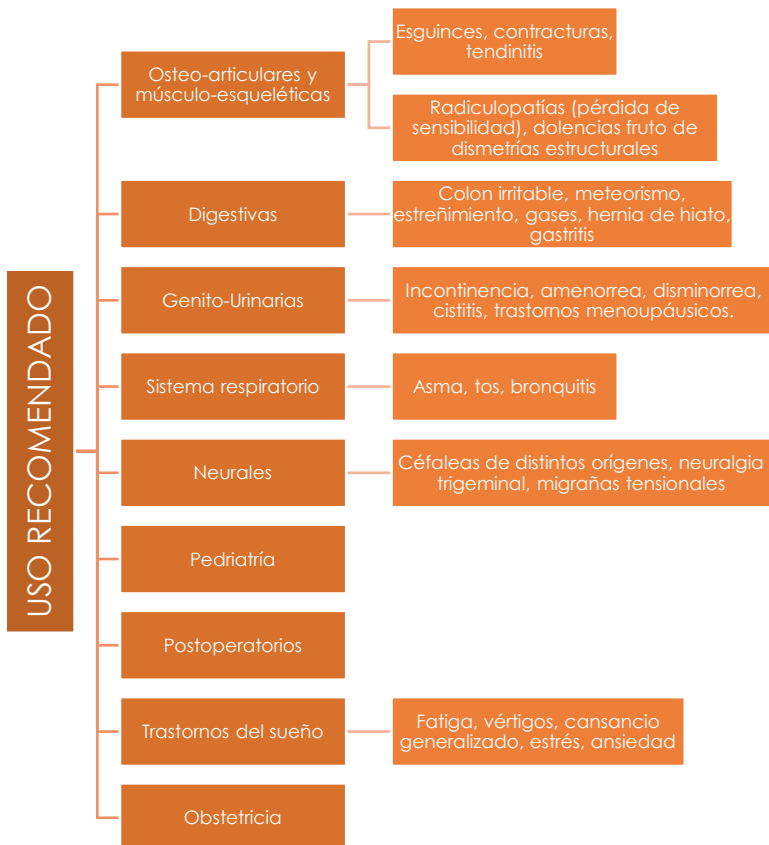 USO RECOMENDADO
Osteo-articulares y
músculo-esqueléticas
Esguinces, contracturas,
tendinitis
Radiculopatías (pérdida de
sensibilidad), dolencias fruto de
dismetrías estructurales
Digestivas
Colon irritable, meteorismo,
estreñimiento, gases, hernia de hiato,
gastritis
Genito-Urinarias
Incontinencia, amenorrea, disminorrea,
cistitis, trastornos menoupáusicos.
Sistema respiratorio
Asma, tos, bronquitis
Neurales
Céfaleas de distintos orígenes, neuralgia
trigeminal, migrañas tensionales
Pedriatría
Postoperatorios
Trastornos del sueño
Fatiga, vértigos, cansancio
generalizado, estrés, ansiedad
Obstetricia